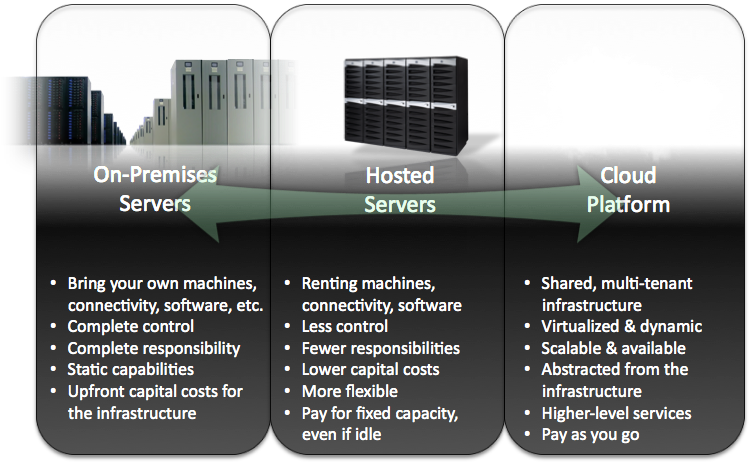 On-Premises
Servers
• Bring your own machines,
connectivity, software, etc.
• Complete control
• Complete responsibility
• Static capabilities
• Upfront capital costs for
the infrastructure
Hosted
Servers
• Renting machines,
connectivity, software
• Less control
• Fewer responsibilities
• Lower capital costs
• More flexible
• Pay for fixed capacity,
even if idle
Cloud
Platform
• Shared, multi-tenant
infrastructure
• Virtualized & dynamic
• Scalable & available
• Abstracted from the
infrastructure
• Higher-level services
• Pay as you go